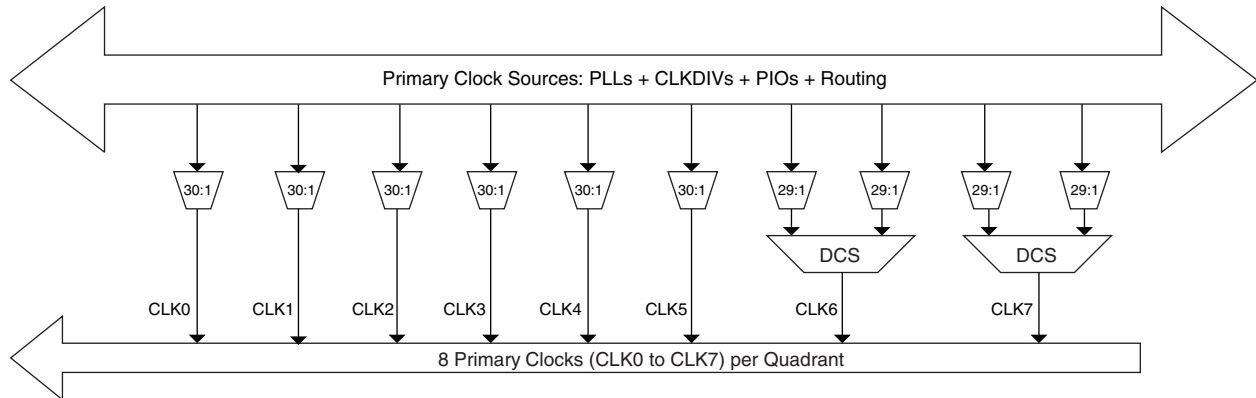 Primary Clock Sources: PLLs + CLKDIVs + PIOs + Routing
30:1
30:1
30:1
30:1
30:1
30:1
29:1
29:1
29:1
29:1
DCS
DCS
CLK0
CLK1
CLK2
CLK3
CLK4
CLK5
CLK6
CLK7
8 Primary Clocks (CLK0 to CLK7) per Quadrant